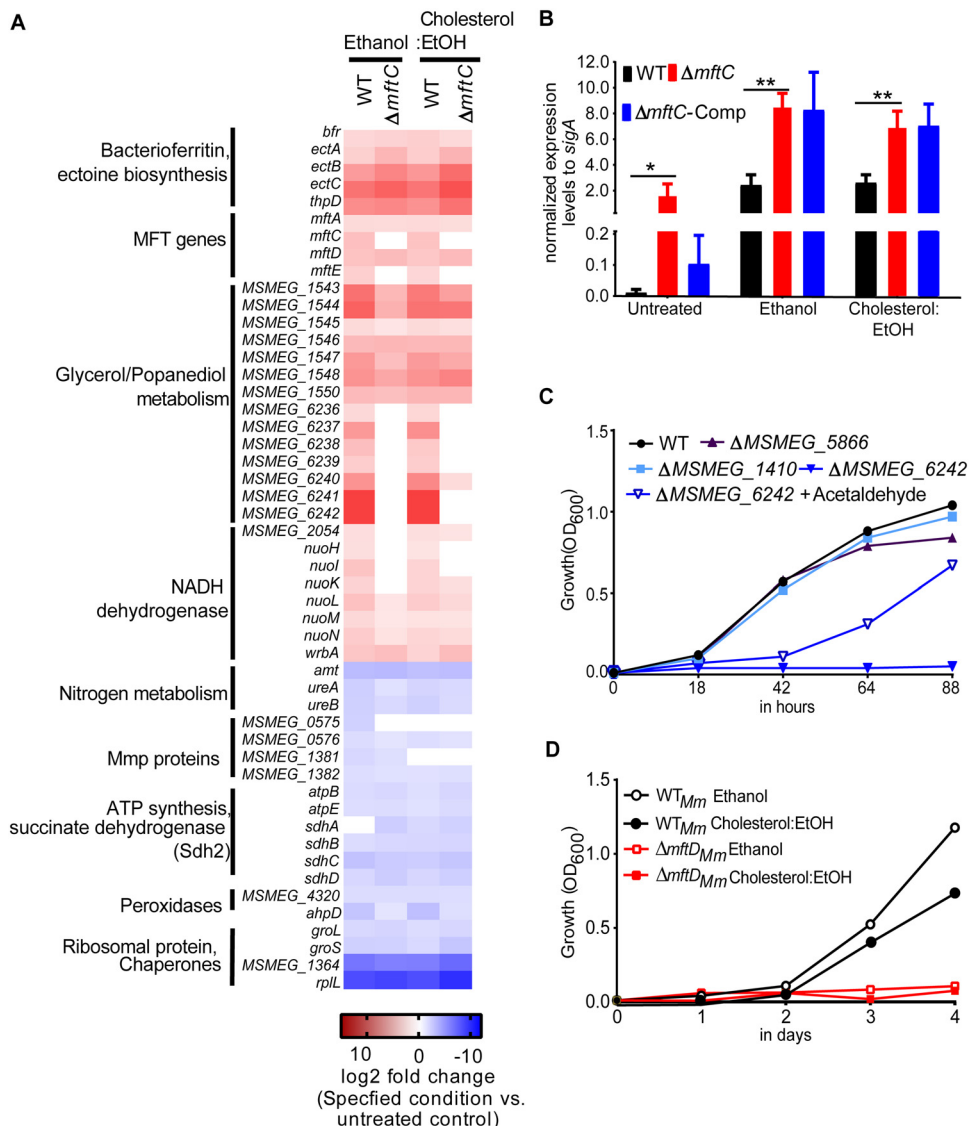 A
Cholesterol
Ethanol :EtOH
WT
ΔmftC
WT
ΔmftC
Bacterioferritin,
ectoine biosynthesis
MFT genes
Glycerol/Popanediol
metabolism
NADH
dehydrogenase
Nitrogen metabolism
Mmp proteins
ATP synthesis,
succinate dehydrogenase
(Sdh2)
Peroxidases
Ribosomal protein,
Chaperones
bfr
ectA
ectB
ectC
thpD
mftA
mftC
mftD
mftE
MSMEG_1543
MSMEG_1544
MSMEG_1545
MSMEG_1546
MSMEG_1547
MSMEG_1548
MSMEG_1550
MSMEG_6236
MSMEG_6237
MSMEG_6238
MSMEG_6239
MSMEG_6240
MSMEG_6241
MSMEG_6242
MSMEG_2054
nuoH
nuoI
nuoK
nuoL
nuoM
nuoN
wrbA
amt
ureA
ureB
MSMEG_0575
MSMEG_0576
MSMEG_1381
MSMEG_1382
atpB
atpE
sdhA
sdhB
sdhC
sdhD
MSMEG_4320
ahpD
groL
groS
MSMEG_1364
rplL
10 0 -10
log2 fold change
(Specfied condition vs.
untreated control)
B
normalized expression
levels to sigA
12.0
10.0
8.0
6.0
4.0
2.0
0.2
0.1
0.0
WT ΔmftC
ΔmftC-Comp
*
**
**
Untreated Ethanol Cholesterol:
EtOH
C
Growth(OD600)
1.5
1.0
0.5
0.0
WT ΔMSMEG_5866
ΔMSMEG_1410 ΔMSMEG_6242
ΔMSMEG_6242 +Acetaldehyde
0 18 42 64 88
in hours
D
Growth (OD600)
1.5
1.0
0.5
0.0
WTMm Ethanol
WTMm Cholesterol:EtOH
ΔmftDMm Ethanol
ΔmftDMm Cholesterol:EtOH
0 1 2 3 4
in days